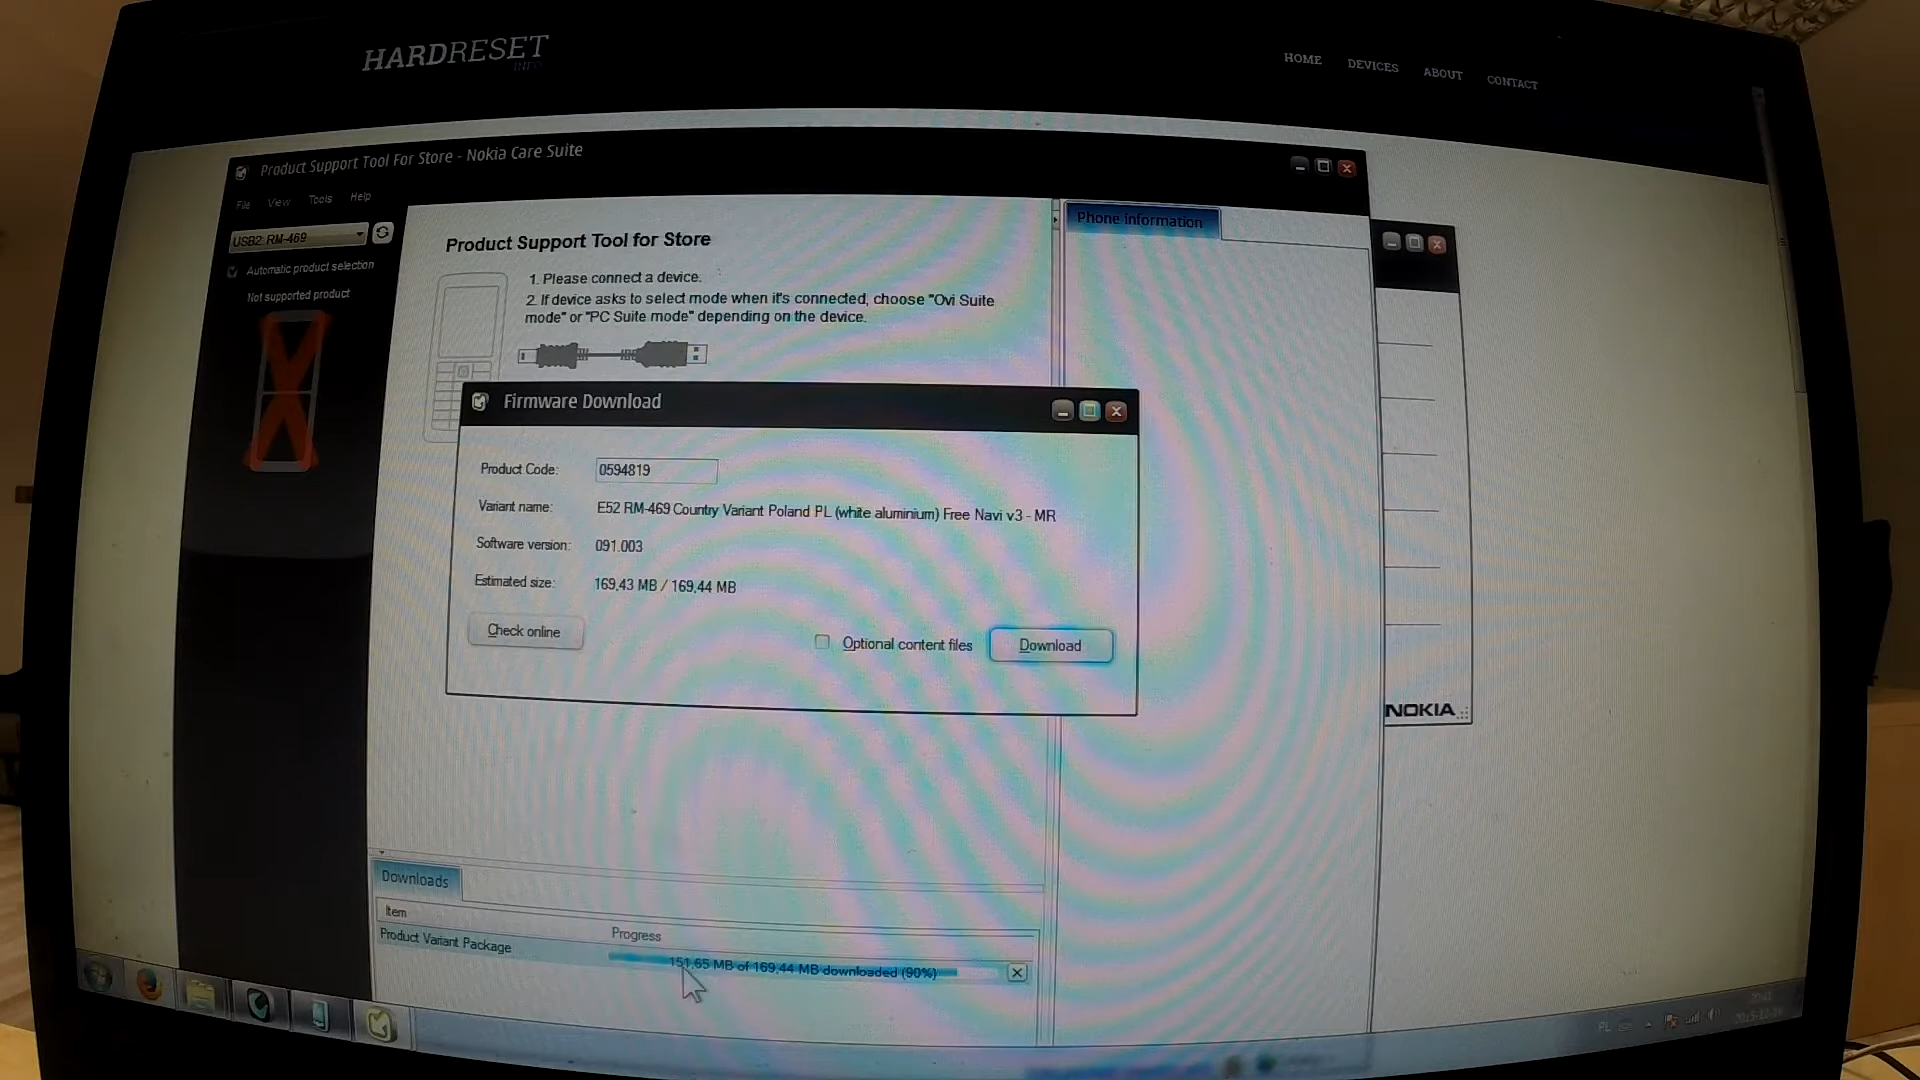 HARDRESET
INFO
HOME DEVICES ABOUT CONTACT
Product Support Tool For Store - Nokia Care Suite
File View Tools Help
USB2: RM-469
Automatic product selection
Not supported product
Product Support Tool for Store
1. Please connect a device.
2. If device asks to select mode when it's connected, choose "Ovi Suite
mode" or "PC Suite mode" depending on the device.
Phone information
Firmware Download
Product Code: 0594819
Variant name: E52 RM-469 Country Variant Poland PL (white aluminium) Free Navi v3 - MR
Software version: 091.003
Estimated size: 169,43 MB / 169,44 MB
Check online
Optional content files
Download
NOKIA
Downloads
Item Progress
Product Variant Package 151,65 MB of 169,44 MB downloaded (90%)
PL